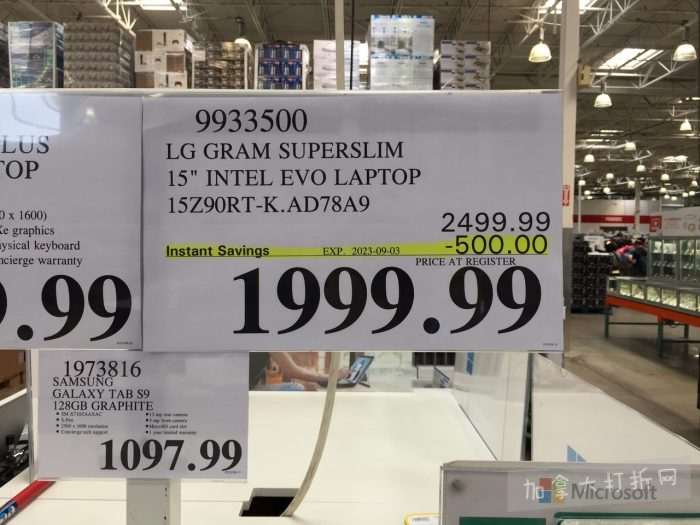 LUS
TOP
0 x 1600)
Xe graphics
ysical keyboard
ncierge warranty
9.99
9933500
LG GRAM SUPERSLIM
15" INTEL EVO LAPTOP
15Z90RT-K.AD78A9
2499.99
Instant Savings EXP. 2023-09-03 -500.00
PRICE AT REGISTER
1999.99
1973816
SAMSUNG
GALAXY TAB S9
128GB GRAPHITE
1097.99
Microsoft
加拿大打折网